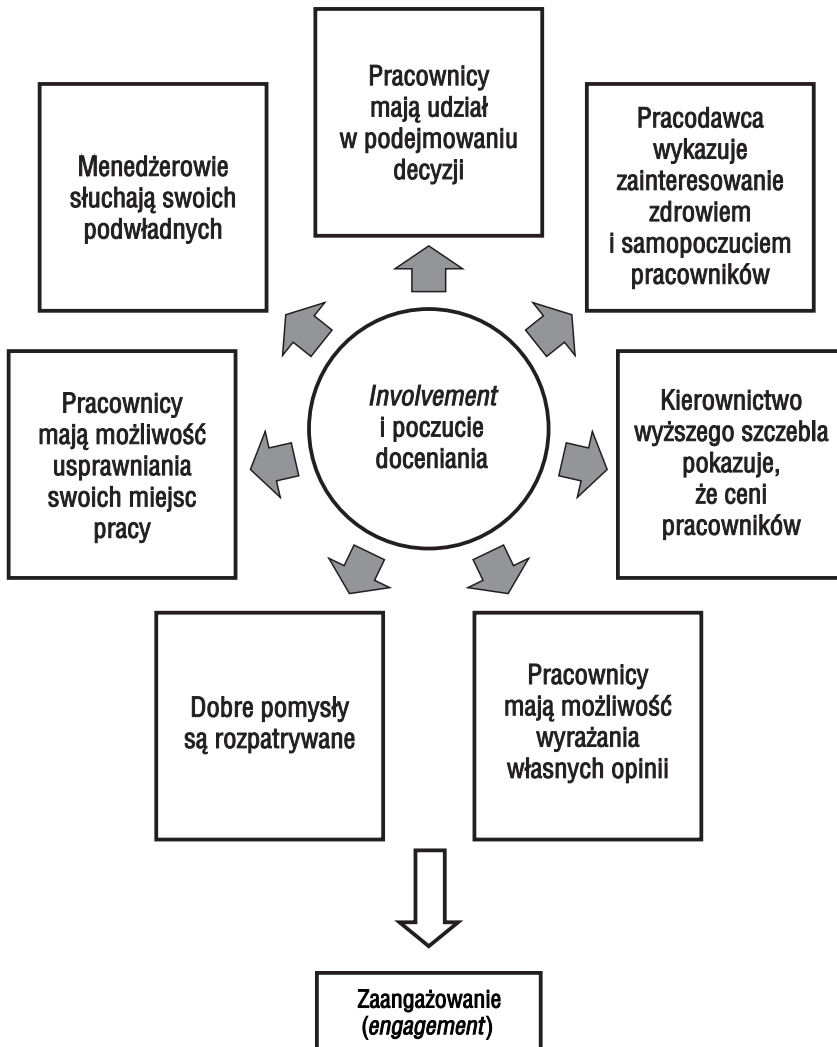 Pracownicy
mają udział
w podejmowaniu
decyzji
Menedżerowie
słuchają swoich
podwładnych
Pracodawca
wykazuje
zainteresowanie
zdrowiem
i samopoczuciem
pracowników
Involvement
i poczucie
doceniania
Pracownicy
mają możliwość
usprawniania
swoich miejsc
pracy
Kierownictwo
wyższego szczebla
pokazuje,
że ceni
pracowników
Dobre pomysły
są rozpatrywane
Pracownicy
mają możliwość
wyrażania
własnych opinii
Zaangażowanie
(engagement)